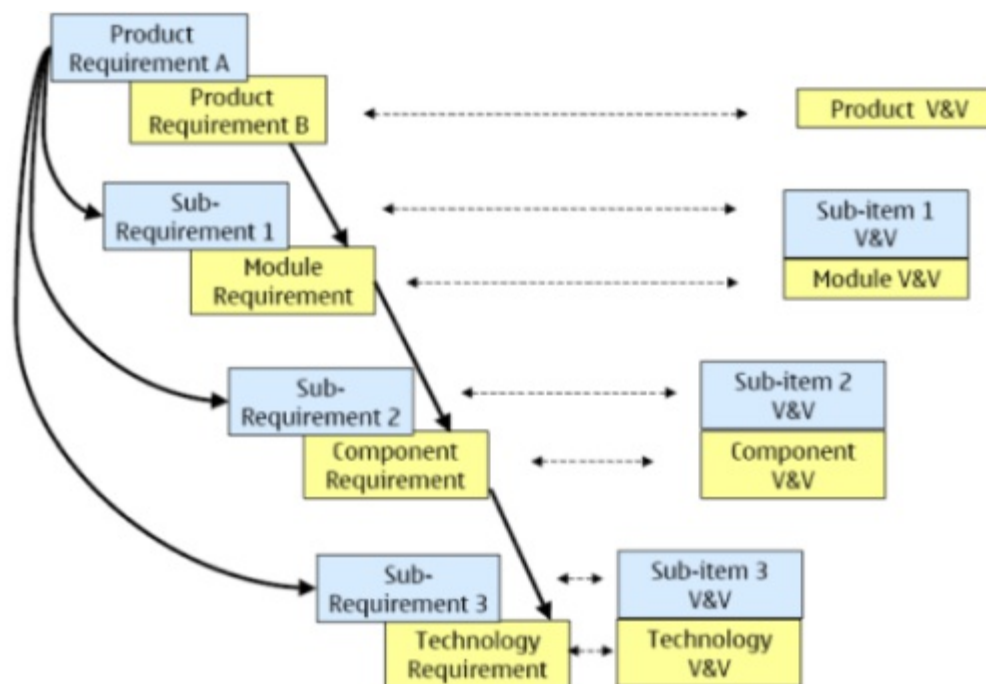 Product
Requirement A
Product
Requirement B
Product V&V
Sub-
Requirement 1
Sub-item 1
V&V
Module
Requirement
Module V&V
Sub-
Requirement 2
Sub-item 2
V&V
Component
Requirement
Component
V&V
Sub-
Requirement 3
Sub-item 3
V&V
Technology
Requirement
Technology
V&V